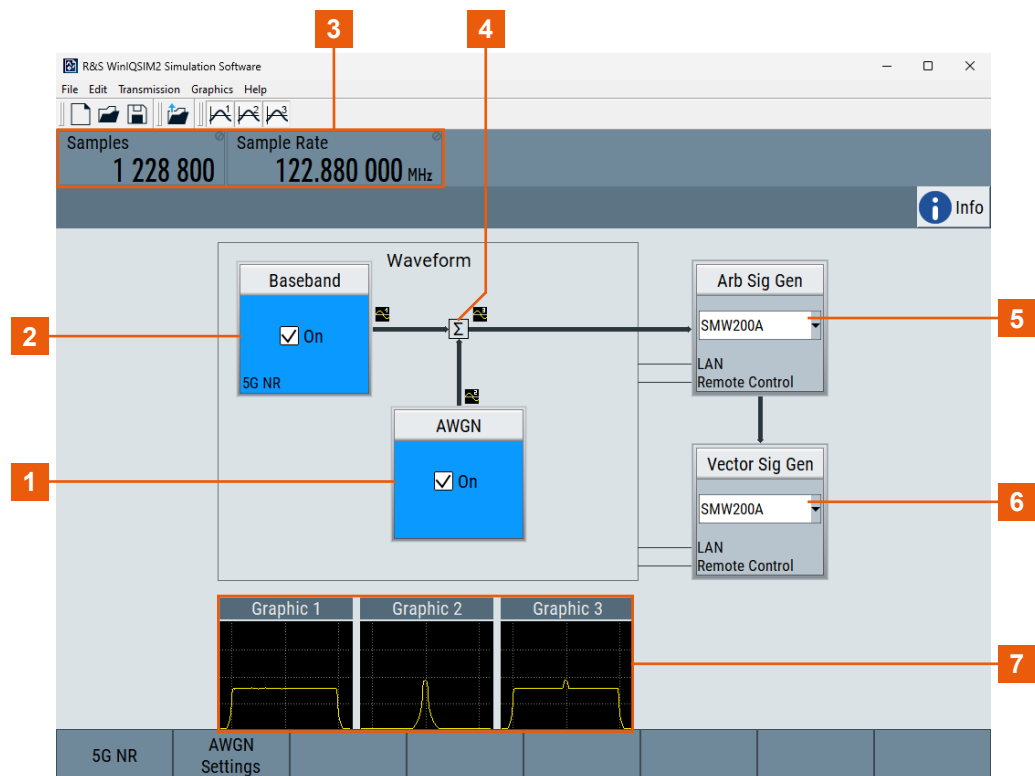 3
4
R&S WinIQSIM2 Simulation Software
File Edit Transmission Graphics Help
1 2 3
Samples
1 228 800
Sample Rate
122.880 000 MHz
i Info
Waveform
Baseband
On
5G NR
2
Σ
AWGN
On
1
Arb Sig Gen
SMW200A
LAN
Remote Control
5
Vector Sig Gen
SMW200A
LAN
Remote Control
6
Graphic 1
Graphic 2
Graphic 3
7
5G NR
AWGN
Settings